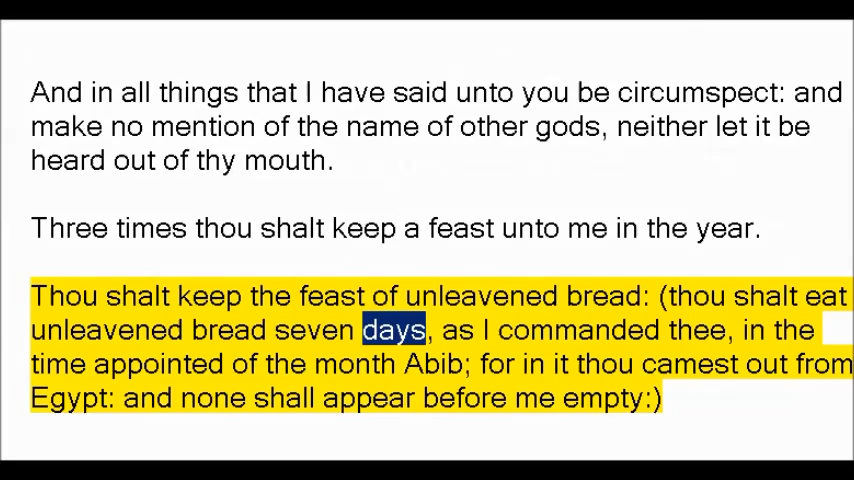 And in all things that I have said unto you be circumspect: and
make no mention of the name of other gods, neither let it be
heard out of thy mouth.
Three times thou shalt keep a feast unto me in the year.
Thou shalt keep the feast of unleavened bread: (thou shalt eat
unleavened bread seven days, as I commanded thee, in the
time appointed of the month Abib; for in it thou camest out from
Egypt: and none shall appear before me empty:)